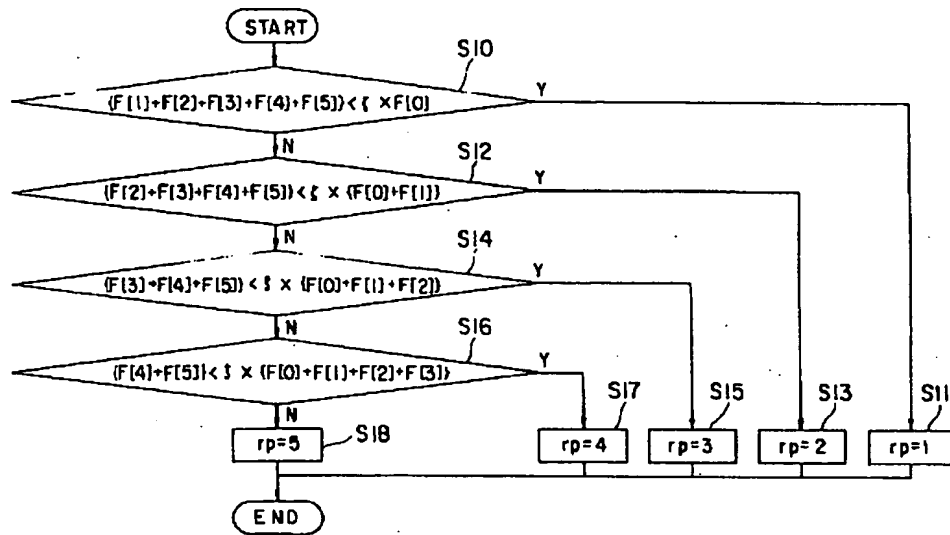 START
S10
{F[1]+F[2]+F[3]+F[4]+F[5]}<ζ×F[0]
Y
N
S12
{F[2]+F[3]+F[4]+F[5]}<ζ×{F[0]+F[1]}
Y
N
S14
{F[3]+F[4]+F[5]}<ζ×{F[0]+F[1]+F[2]}
Y
N
S16
{F[4]+F[5]}<ζ×{F[0]+F[1]+F[2]+F[3]}
Y
N
S18
rp=5
S17
rp=4
S15
rp=3
S13
rp=2
S11
rp=1
END